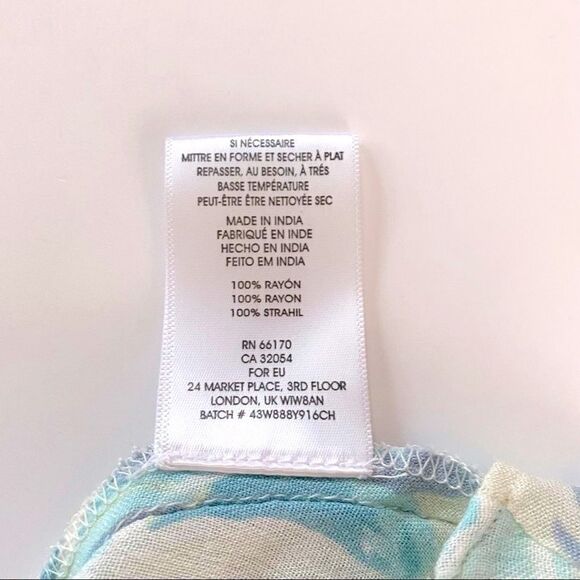 SI NÉCESSAIRE
MITTRE EN FORME ET SECHER À PLAT
REPASSER, AU BESOIN, À TRÉS
BASSE TEMPÉRATURE
PEUT-ÊTRE ÊTRE NETTOYÉE SEC
MADE IN INDIA
FABRIQUÉ EN INDE
HECHO EN INDIA
FEITO EM INDIA
100% RAYÓN
100% RAYON
100% STRAHIL
RN 66170
CA 32054
FOR EU
24 MARKET PLACE, 3RD FLOOR
LONDON, UK WIW8AN
BATCH # 43W888Y916CH